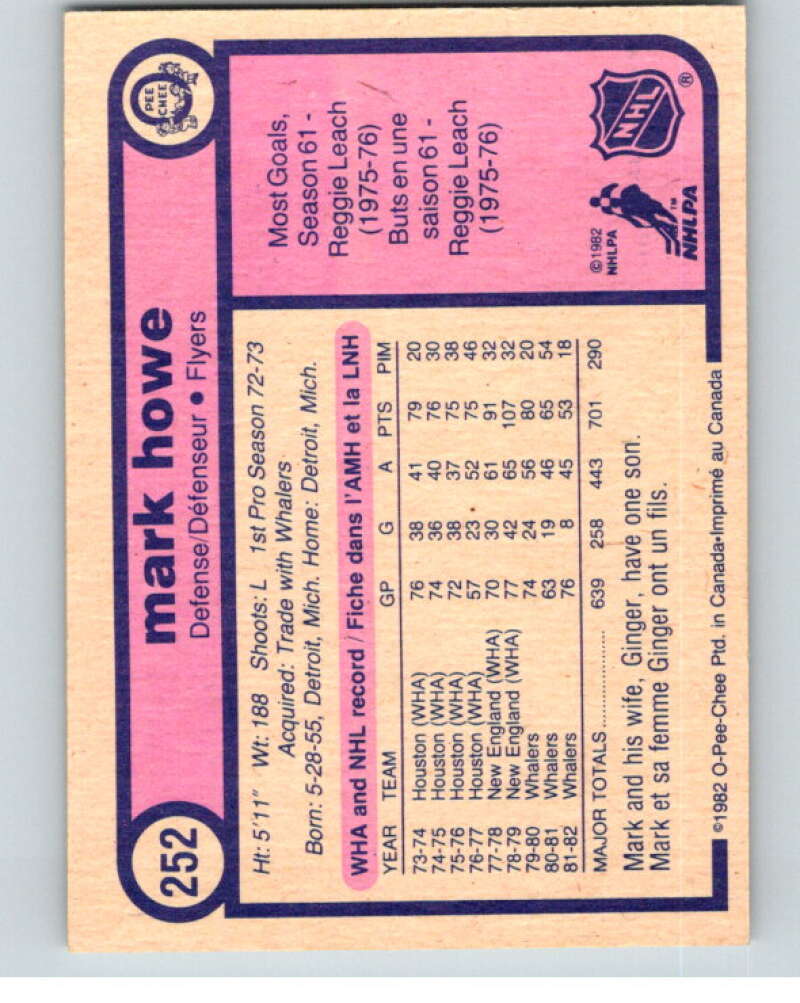 252
mark howe
Defense/Défenseur • Flyers
PEE
CHEE
Ht: 5'11" Wt: 188 Shoots: L 1st Pro Season 72-73
Acquired: Trade with Whalers
Born: 5-28-55, Detroit, Mich. Home: Detroit, Mich.
WHA and NHL record / Fiche dans l'AMH et la LNH
YEAR TEAM GP G A PTS PIM
73-74 Houston (WHA) 76 38 41 79 20
74-75 Houston (WHA) 74 36 40 76 30
75-76 Houston (WHA) 72 38 37 75 38
76-77 Houston (WHA) 57 23 52 75 46
77-78 New England (WHA) 70 30 61 91 32
78-79 New England (WHA) 77 42 65 107 32
79-80 Whalers 74 24 56 80 20
80-81 Whalers 63 19 46 65 54
81-82 Whalers 76 8 45 53 18
MAJOR TOTALS .................. 639 258 443 701 290
Mark and his wife, Ginger, have one son.
Mark et sa femme Ginger ont un fils.
©1982 O-Pee-Chee Ptd. in Canada•Imprimé au Canada
Most Goals,
Season 61 -
Reggie Leach
(1975-76)
Buts en une
saison 61 -
Reggie Leach
(1975-76)
©1982
NHLPA
™
NHLPA
NHL
®